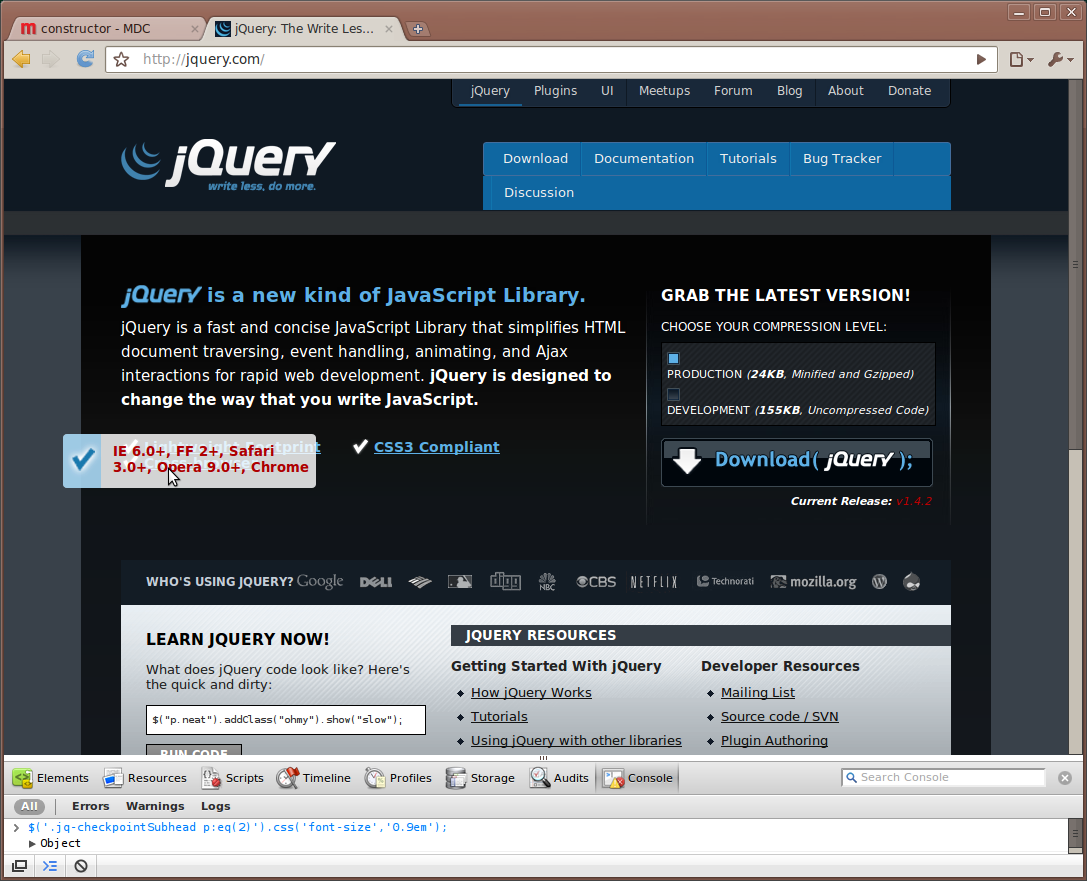 constructor - MDC
jQuery: The Write Les...
http://jquery.com/
jQuery Plugins UI Meetups Forum Blog About Donate
jQuery
write less, do more.
Download Documentation Tutorials Bug Tracker
Discussion
jQuery is a new kind of JavaScript Library.
jQuery is a fast and concise JavaScript Library that simplifies HTML
document traversing, event handling, animating, and Ajax
interactions for rapid web development. jQuery is designed to
change the way that you write JavaScript.
Lightweight Footprint
CSS3 Compliant
IE 6.0+, FF 2+, Safari
3.0+, Opera 9.0+, Chrome
GRAB THE LATEST VERSION!
CHOOSE YOUR COMPRESSION LEVEL:
PRODUCTION (24KB, Minified and Gzipped)
DEVELOPMENT (155KB, Uncompressed Code)
Download( jQuery );
Current Release: v1.4.2
WHO'S USING JQUERY? Google DELL digg NBC CBS NETFLIX Technorati mozilla.org
LEARN JQUERY NOW!
What does jQuery code look like? Here's
the quick and dirty:
$("p.neat").addClass("ohmy").show("slow");
RUN CODE
JQUERY RESOURCES
Getting Started With jQuery
How jQuery Works
Tutorials
Using jQuery with other libraries
Developer Resources
Mailing List
Source code / SVN
Plugin Authoring
Elements Resources Scripts Timeline Profiles Storage Audits Console
Search Console
All Errors Warnings Logs
$('.jq-checkpointSubhead p:eq(2)').css('font-size','0.9em');
Object